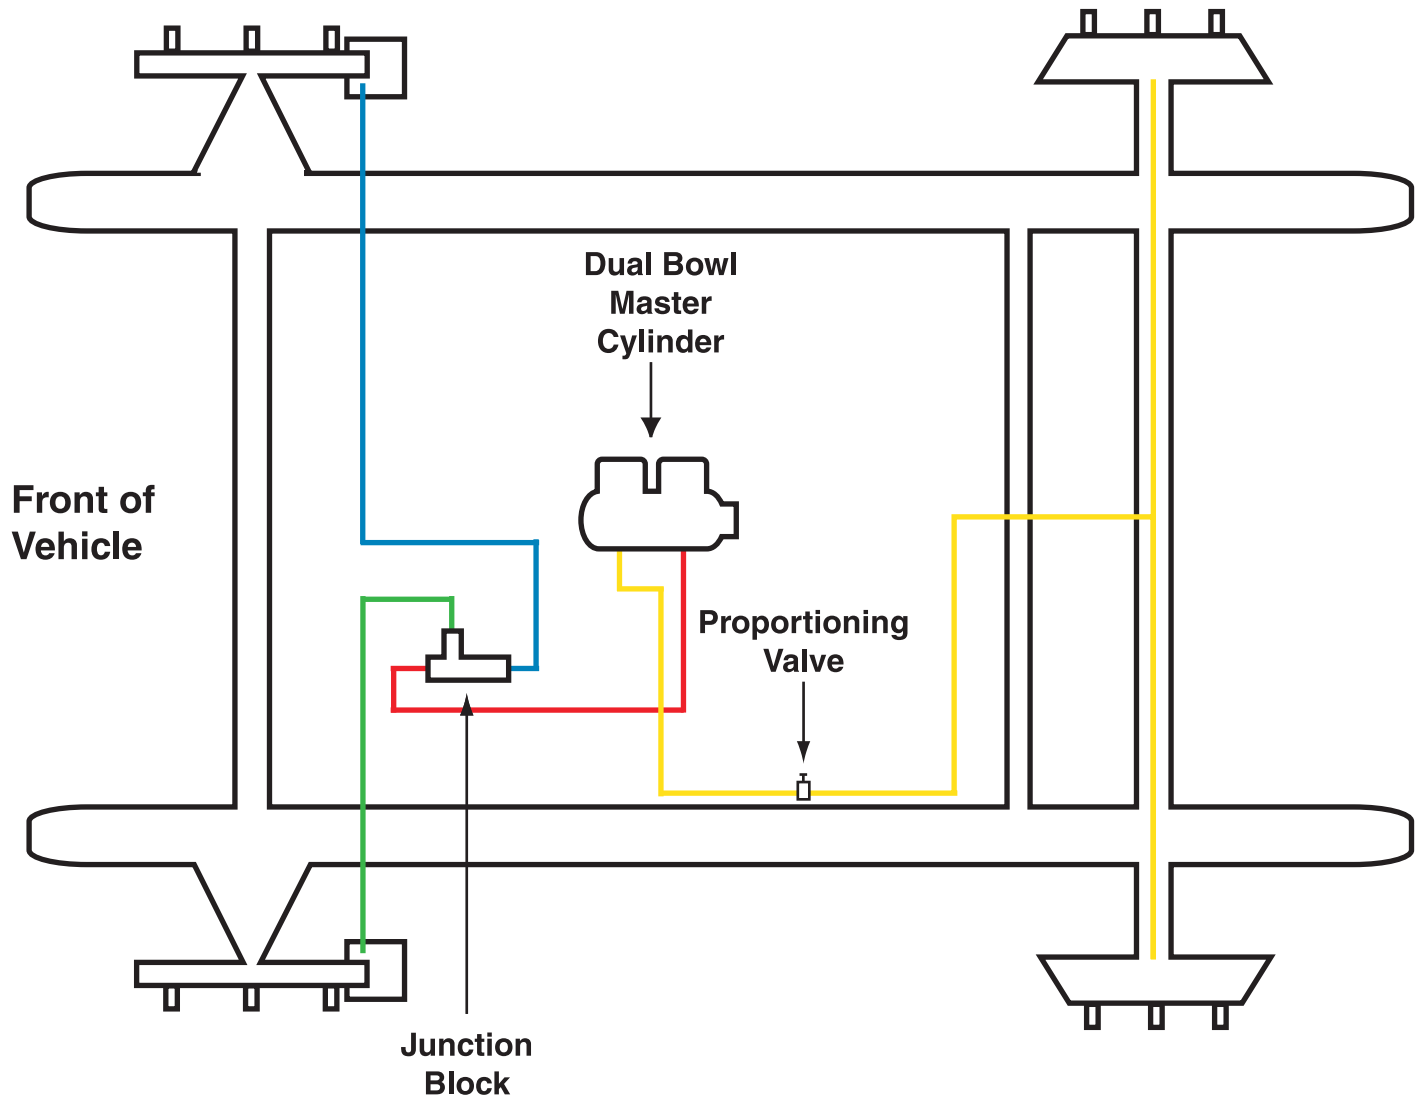 Dual Bowl
Master
Cylinder
Front of
Vehicle
Proportioning
Valve
Junction
Block